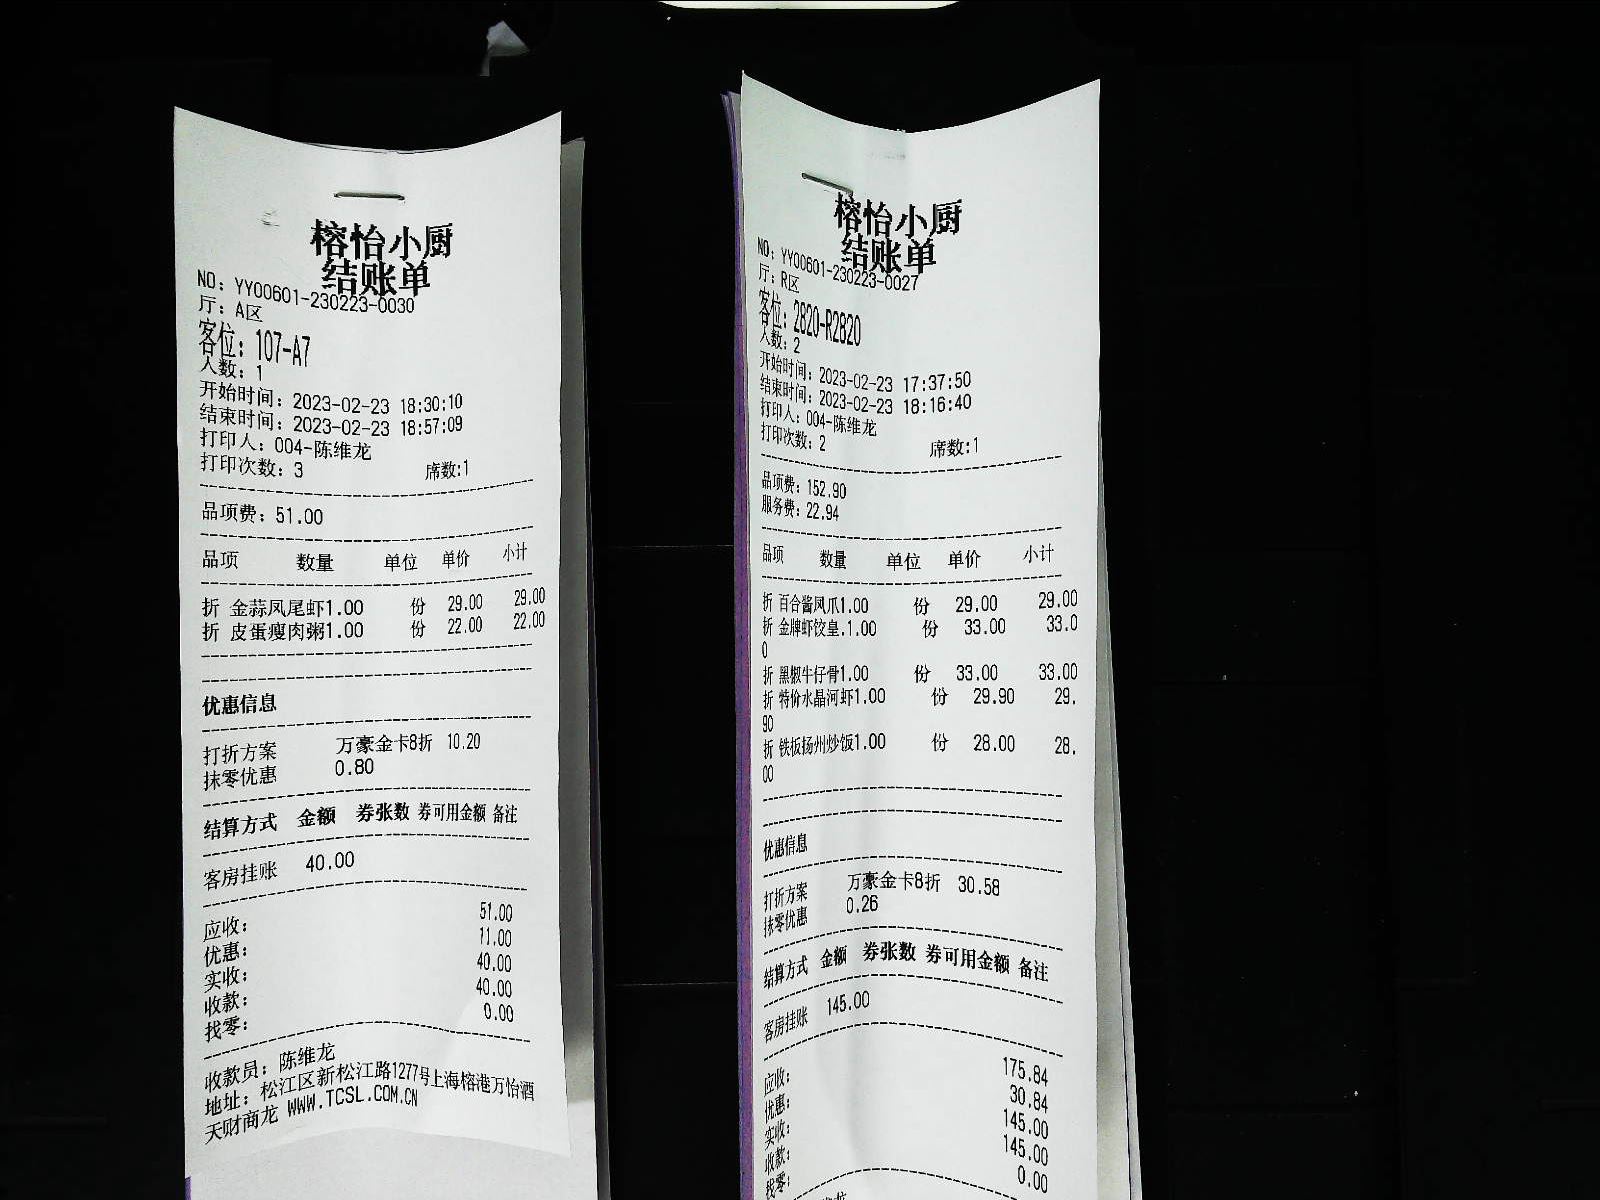 榕怡小厨
结账单
NO: YY00601-230223-0030
厅: A区
客位: 107-A7
人数: 1
开始时间: 2023-02-23 18:30:10
结束时间: 2023-02-23 18:57:09
打印人: 004-陈维龙
打印次数: 3 席数:1
品项费: 51.00
品项 数量 单位 单价 小计
折 金蒜凤尾虾1.00 份 29.00 29.00
折 皮蛋瘦肉粥1.00 份 22.00 22.00
优惠信息
打折方案 万豪金卡8折 10.20
抹零优惠 0.80
结算方式 金额 券张数 券可用金额 备注
客房挂账 40.00
应收: 51.00
优惠: 11.00
实收: 40.00
收款: 40.00
找零: 0.00
收款员: 陈维龙
地址: 松江区新松江路1277号上海榕港万怡酒
天财商龙 WWW.TCSL.COM.CN
榕怡小厨
结账单
NO: YY00601-230223-0027
厅: R区
客位: 2820-R2820
人数: 2
开始时间: 2023-02-23 17:37:50
结束时间: 2023-02-23 18:16:40
打印人: 004-陈维龙
打印次数: 2 席数:1
品项费: 152.90
服务费: 22.94
品项 数量 单位 单价 小计
折 百合酱凤爪1.00 份 29.00 29.00
折 金牌虾饺皇.1.00 份 33.00 33.0
0
折 黑椒牛仔骨1.00 份 33.00 33.00
折 特价水晶河虾1.00 份 29.90 29.
90
折 铁板扬州炒饭1.00 份 28.00 28.
00
优惠信息
打折方案 万豪金卡8折 30.58
抹零优惠 0.26
结算方式 金额 券张数 券可用金额 备注
客房挂账 145.00
应收: 175.84
优惠: 30.84
实收: 145.00
收款: 145.00
找零: 0.00